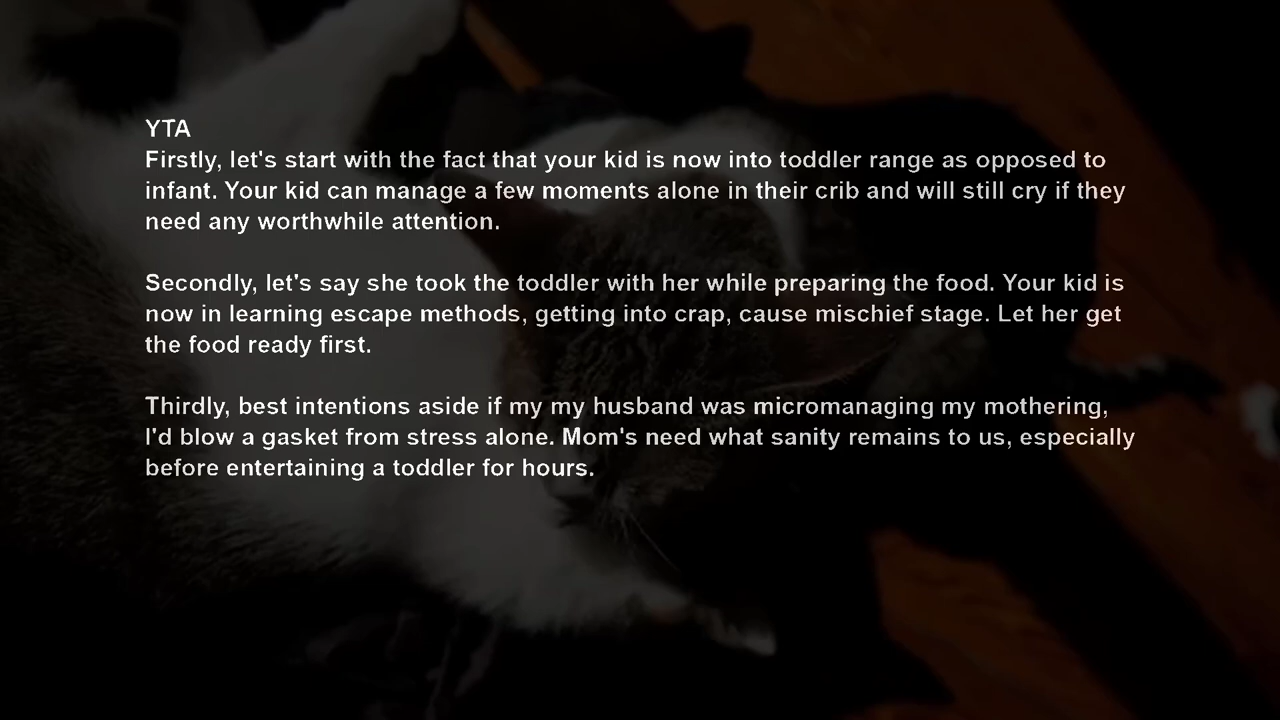 YTA
Firstly, let's start with the fact that your kid is now into toddler range as opposed to
infant. Your kid can manage a few moments alone in their crib and will still cry if they
need any worthwhile attention.
Secondly, let's say she took the toddler with her while preparing the food. Your kid is
now in learning escape methods, getting into crap, cause mischief stage. Let her get
the food ready first.
Thirdly, best intentions aside if my my husband was micromanaging my mothering,
I'd blow a gasket from stress alone. Mom's need what sanity remains to us, especially
before entertaining a toddler for hours.